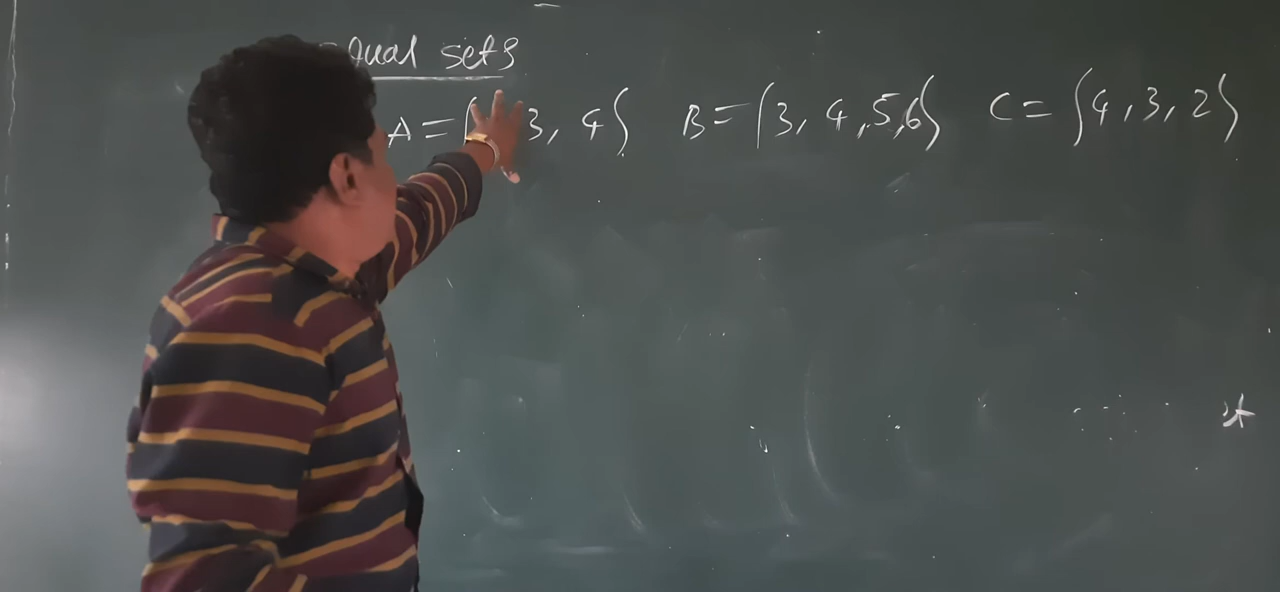 qual sets
A = { 3, 4} B = {3, 4, 5, 6} C = {4, 3, 2}